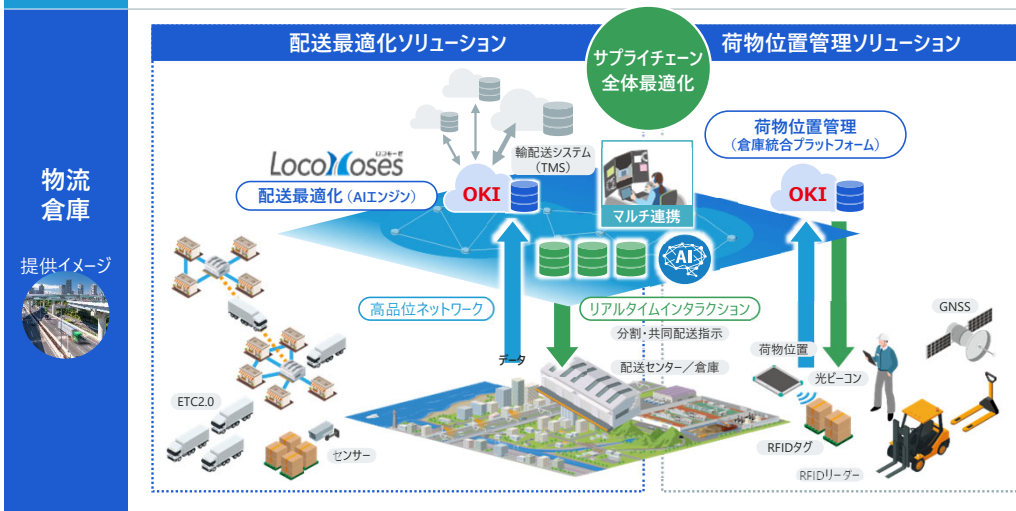 配送最適化ソリューション
サプライチェーン
全体最適化
荷物位置管理ソリューション
物流
倉庫
提供イメージ
ロコモーゼ
LocoMoses
配送最適化（AIエンジン）
OKI
輸配送システム
（TMS）
マルチ連携
荷物位置管理
（倉庫統合プラットフォーム）
OKI
AI
高品位ネットワーク
リアルタイムインタラクション
分割・共同配送指示
データ
配送センター／倉庫
荷物位置
光ビーコン
GNSS
ETC2.0
センサー
RFIDタグ
RFIDリーダー